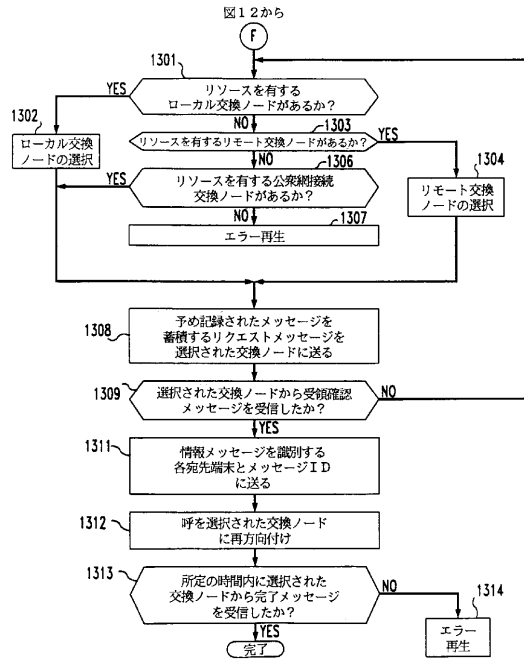 図12から
F
1301
リソースを有する
ローカル交換ノードがあるか?
YES
NO
1302
ローカル交換
ノードの選択
1303
リソースを有するリモート交換ノードがあるか?
YES
NO
1304
リモート交換
ノードの選択
1306
リソースを有する公衆網接続
交換ノードがあるか?
YES
NO
1307
エラー再生
1308
予め記録されたメッセージを
蓄積するリクエストメッセージを
選択された交換ノードに送る
1309
選択された交換ノードから受領確認
メッセージを受信したか?
NO
YES
1311
情報メッセージを識別する
各宛先端末とメッセージID
に送る
1312
呼を選択された交換ノード
に再方向付け
1313
所定の時間内に選択された
交換ノードから完了メッセージ
を受信したか?
NO
YES
1314
エラー
再生
完了